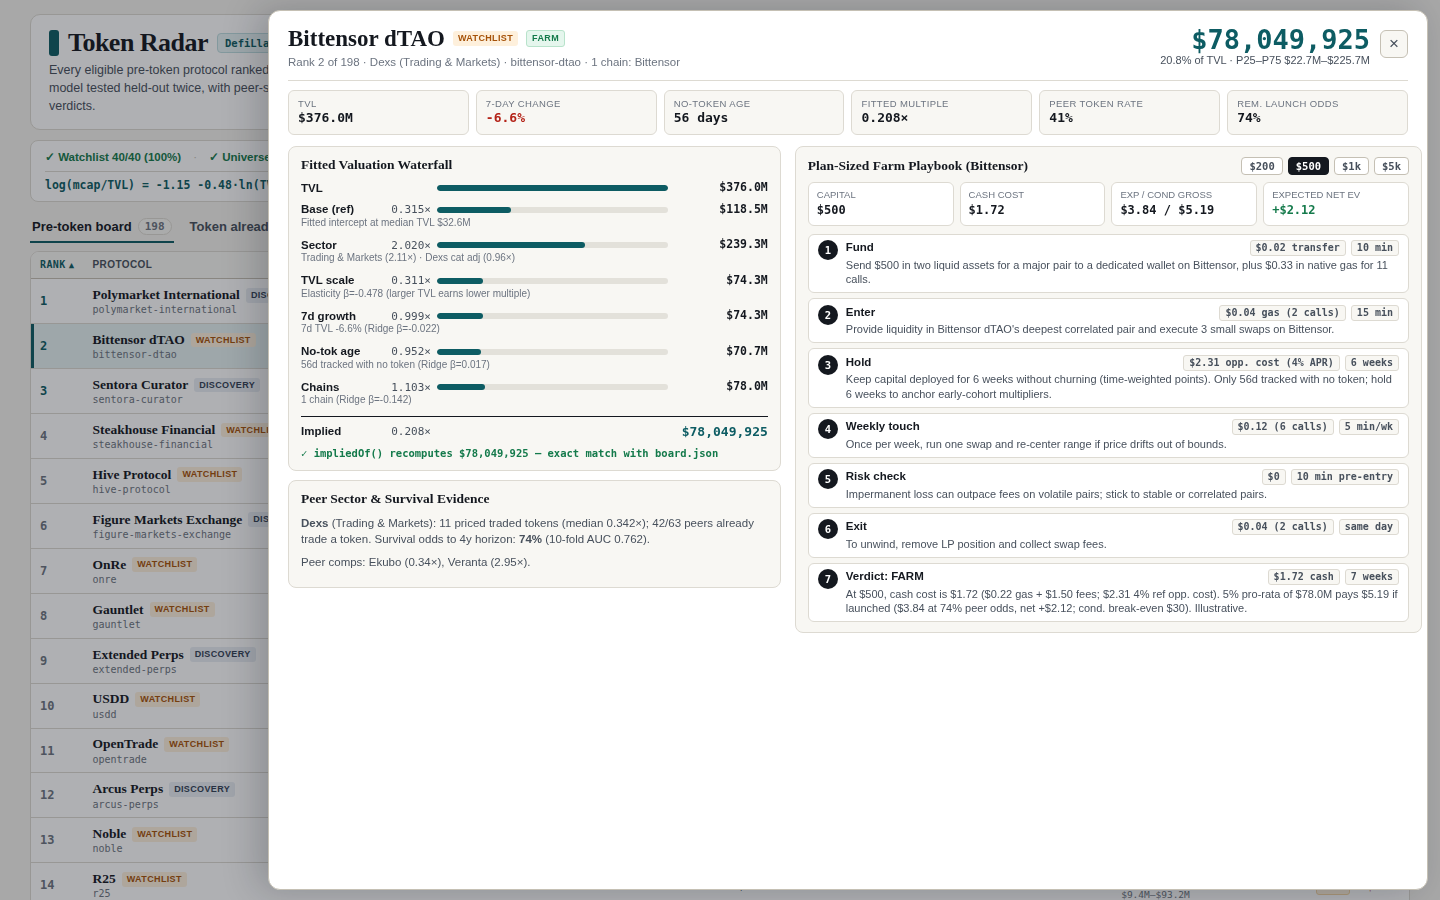 Token Radar DefiLla
Every eligible pre-token protocol ranked
model tested held-out twice, with peer-s
verdicts.
✓ Watchlist 40/40 (100%) · ✓ Universe
log(mcap/TVL) = -1.15 -0.48·ln(TV
Pre-token board 198 Token alread
RANK ▲ PROTOCOL
1 Polymarket International DIS
polymarket-international
2 Bittensor dTAO WATCHLIST
bittensor-dtao
3 Sentora Curator DISCOVERY
sentora-curator
4 Steakhouse Financial WATCHLI
steakhouse-financial
5 Hive Protocol WATCHLIST
hive-protocol
6 Figure Markets Exchange DIS
figure-markets-exchange
7 OnRe WATCHLIST
onre
8 Gauntlet WATCHLIST
gauntlet
9 Extended Perps DISCOVERY
extended-perps
10 USDD WATCHLIST
usdd
11 OpenTrade WATCHLIST
opentrade
12 Arcus Perps DISCOVERY
arcus-perps
13 Noble WATCHLIST
noble
14 R25 WATCHLIST
r25
$9.4M–$93.2M
Bittensor dTAO WATCHLIST FARM
Rank 2 of 198 · Dexs (Trading & Markets) · bittensor-dtao · 1 chain: Bittensor
$78,049,925
20.8% of TVL · P25–P75 $22.7M–$225.7M
×
TVL
$376.0M
7-DAY CHANGE
-6.6%
NO-TOKEN AGE
56 days
FITTED MULTIPLE
0.208×
PEER TOKEN RATE
41%
REM. LAUNCH ODDS
74%
Fitted Valuation Waterfall
TVL $376.0M
Base (ref) 0.315× $118.5M
Fitted intercept at median TVL $32.6M
Sector 2.020× $239.3M
Trading & Markets (2.11×) · Dexs cat adj (0.96×)
TVL scale 0.311× $74.3M
Elasticity β=-0.478 (larger TVL earns lower multiple)
7d growth 0.999× $74.3M
7d TVL -6.6% (Ridge β=-0.022)
No-tok age 0.952× $70.7M
56d tracked with no token (Ridge β=0.017)
Chains 1.103× $78.0M
1 chain (Ridge β=-0.142)
Implied 0.208× $78,049,925
✓ impliedOf() recomputes $78,049,925 — exact match with board.json
Peer Sector & Survival Evidence
Dexs (Trading & Markets): 11 priced traded tokens (median 0.342×); 42/63 peers already
trade a token. Survival odds to 4y horizon: 74% (10-fold AUC 0.762).
Peer comps: Ekubo (0.34×), Veranta (2.95×).
Plan-Sized Farm Playbook (Bittensor) $200 $500 $1k $5k
CAPITAL
$500
CASH COST
$1.72
EXP / COND GROSS
$3.84 / $5.19
EXPECTED NET EV
+$2.12
1 Fund $0.02 transfer 10 min
Send $500 in two liquid assets for a major pair to a dedicated wallet on Bittensor, plus $0.33 in native gas for 11
calls.
2 Enter $0.04 gas (2 calls) 15 min
Provide liquidity in Bittensor dTAO's deepest correlated pair and execute 3 small swaps on Bittensor.
3 Hold $2.31 opp. cost (4% APR) 6 weeks
Keep capital deployed for 6 weeks without churning (time-weighted points). Only 56d tracked with no token; hold
6 weeks to anchor early-cohort multipliers.
4 Weekly touch $0.12 (6 calls) 5 min/wk
Once per week, run one swap and re-center range if price drifts out of bounds.
5 Risk check $0 10 min pre-entry
Impermanent loss can outpace fees on volatile pairs; stick to stable or correlated pairs.
6 Exit $0.04 (2 calls) same day
To unwind, remove LP position and collect swap fees.
7 Verdict: FARM $1.72 cash 7 weeks
At $500, cash cost is $1.72 ($0.22 gas + $1.50 fees; $2.31 4% ref opp. cost). 5% pro-rata of $78.0M pays $5.19 if
launched ($3.84 at 74% peer odds, net +$2.12; cond. break-even $30). Illustrative.